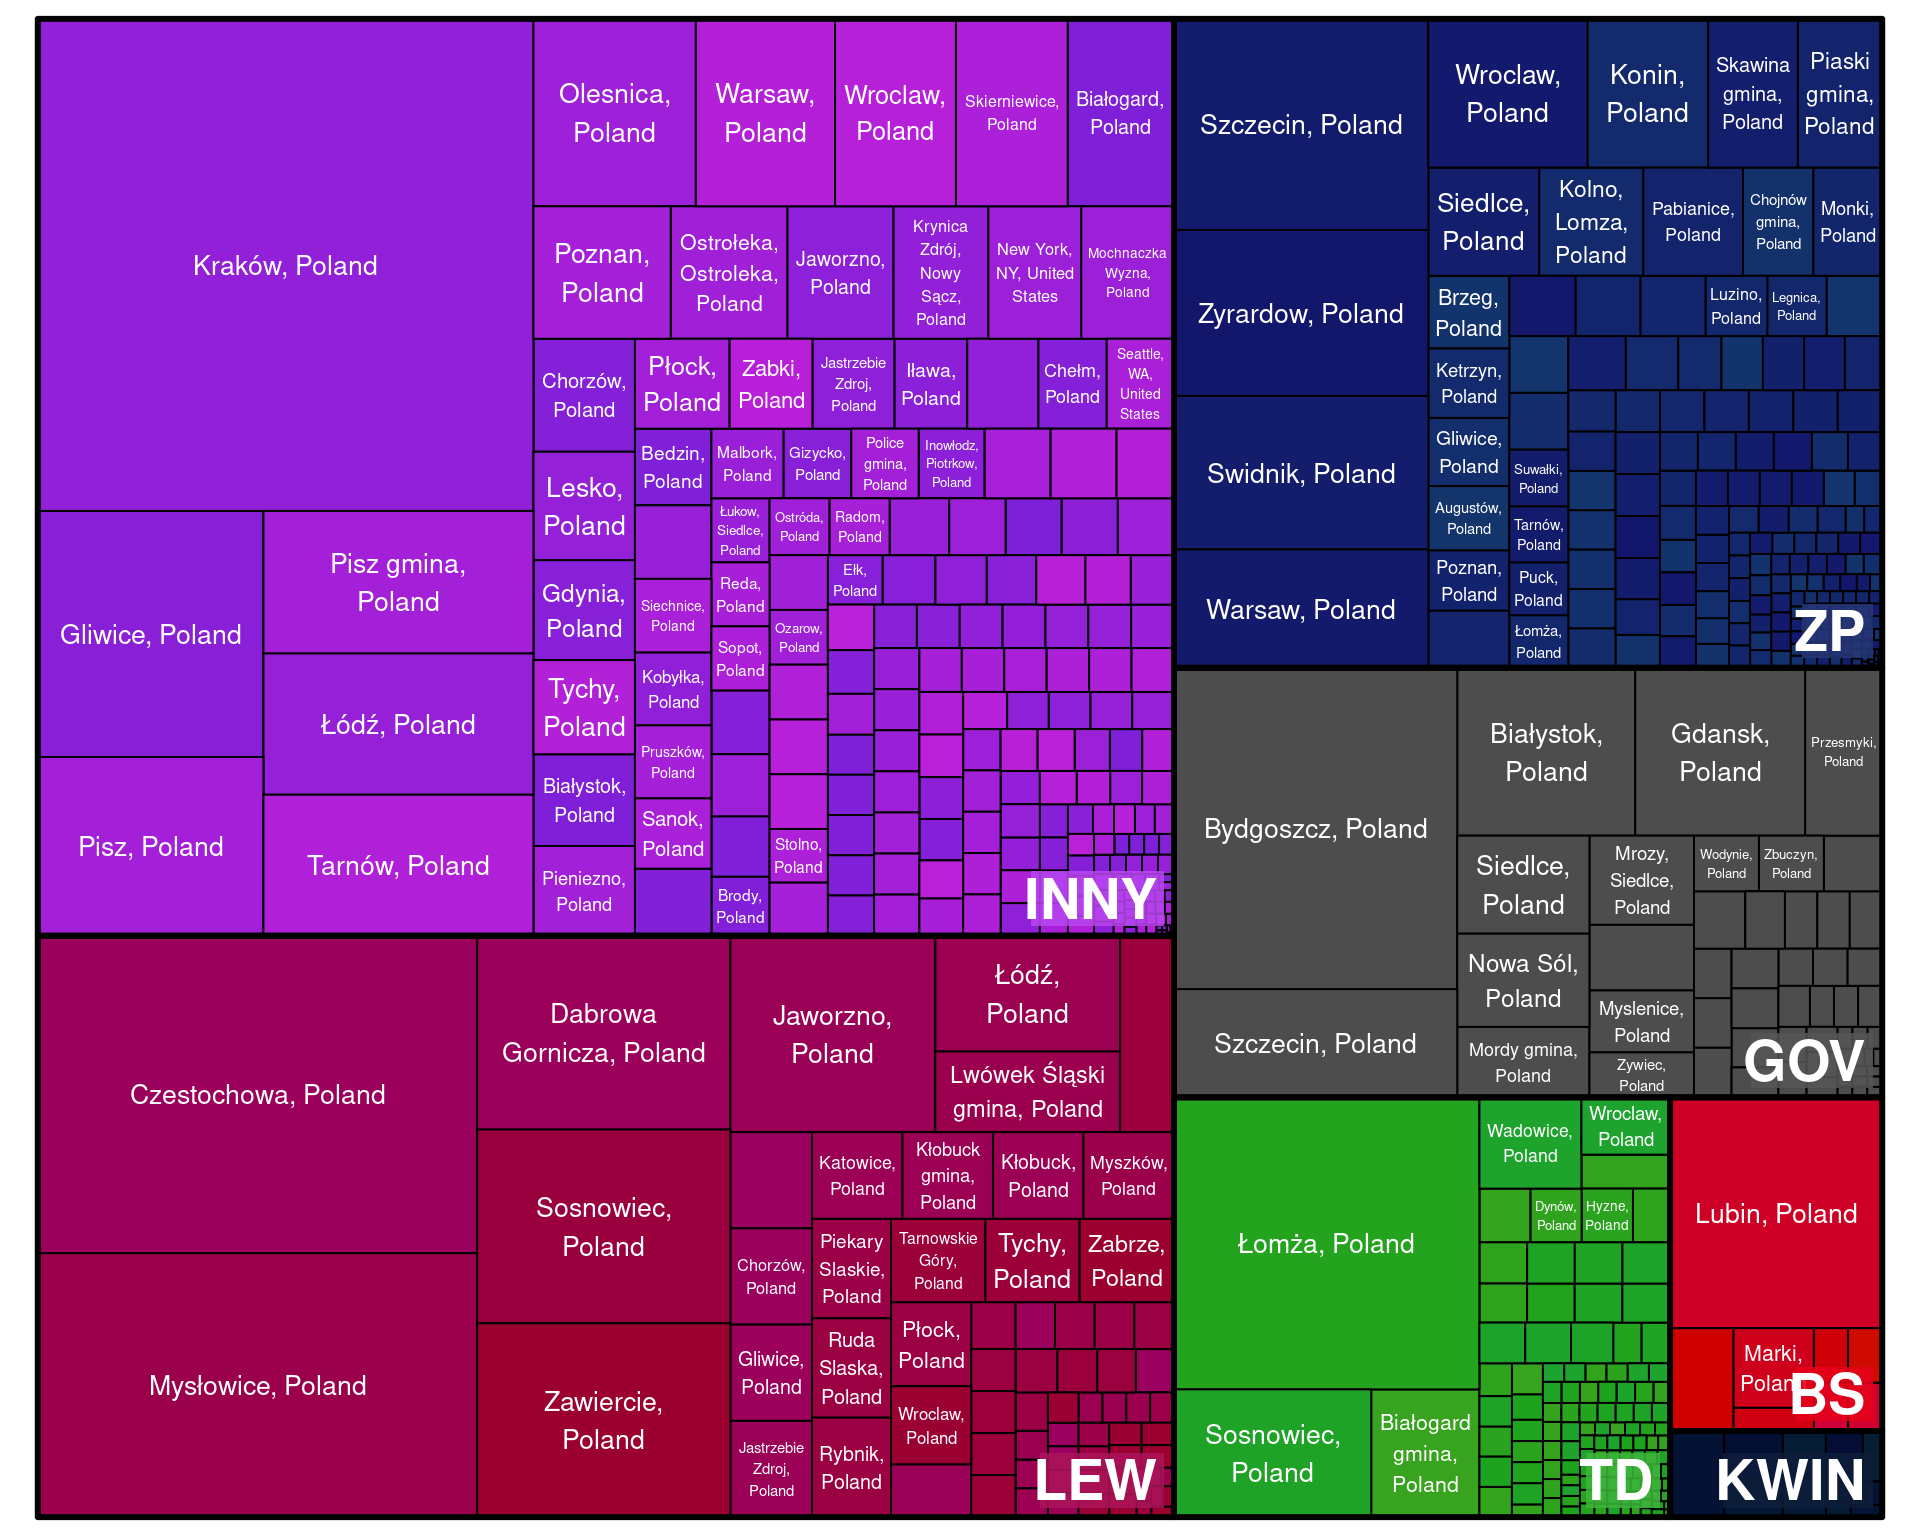 Kraków, Poland
Gliwice, Poland
Pisz, Poland
Pisz gmina,
Poland
Łódź, Poland
Tarnów, Poland
Olesnica,
Poland
Warsaw,
Poland
Wroclaw,
Poland
Skierniewice,
Poland
Białogard,
Poland
Poznan,
Poland
Ostrołeka,
Ostroleka,
Poland
Jaworzno,
Poland
Krynica
Zdrój,
Nowy
Sącz,
Poland
New York,
NY, United
States
Mochnaczka
Wyzna,
Poland
Chorzów,
Poland
Lesko,
Poland
Gdynia,
Poland
Tychy,
Poland
Białystok,
Poland
Pieniezno,
Poland
Płock,
Poland
Zabki,
Poland
Jastrzebie
Zdroj,
Poland
Iława,
Poland
Chełm,
Poland
Seattle,
WA,
United
States
Bedzin,
Poland
Siechnice,
Poland
Kobyłka,
Poland
Pruszków,
Poland
Sanok,
Poland
Malbork,
Poland
Gizycko,
Poland
Police
gmina,
Poland
Inowłodz,
Piotrkow,
Poland
Łukow,
Siedlce,
Poland
Reda,
Poland
Sopot,
Poland
Brody,
Poland
Ostróda,
Poland
Radom,
Poland
Ozarow,
Poland
Stolno,
Poland
Ełk,
Poland
INNY
Szczecin, Poland
Zyrardow, Poland
Swidnik, Poland
Warsaw, Poland
Wroclaw,
Poland
Konin,
Poland
Skawina
gmina,
Poland
Piaski
gmina,
Poland
Siedlce,
Poland
Kolno,
Lomza,
Poland
Pabianice,
Poland
Chojnów
gmina,
Poland
Monki,
Poland
Brzeg,
Poland
Ketrzyn,
Poland
Gliwice,
Poland
Augustów,
Poland
Poznan,
Poland
Luzino,
Poland
Legnica,
Poland
Suwałki,
Poland
Tarnów,
Poland
Puck,
Poland
Łomża,
Poland
ZP
Bydgoszcz, Poland
Szczecin, Poland
Białystok,
Poland
Gdansk,
Poland
Przesmyki,
Poland
Siedlce,
Poland
Nowa Sól,
Poland
Mordy gmina,
Poland
Mrozy,
Siedlce,
Poland
Myslenice,
Poland
Zywiec,
Poland
Wodynie,
Poland
Zbuczyn,
Poland
GOV
Czestochowa, Poland
Mysłowice, Poland
Dabrowa
Gornicza, Poland
Sosnowiec,
Poland
Zawiercie,
Poland
Jaworzno,
Poland
Łódź,
Poland
Lwówek Śląski
gmina, Poland
Chorzów,
Poland
Gliwice,
Poland
Jastrzebie
Zdroj,
Poland
Katowice,
Poland
Kłobuck
gmina,
Poland
Kłobuck,
Poland
Myszków,
Poland
Piekary
Slaskie,
Poland
Ruda
Slaska,
Poland
Rybnik,
Poland
Tarnowskie
Góry,
Poland
Tychy,
Poland
Zabrze,
Poland
Płock,
Poland
Wroclaw,
Poland
LEW
Łomża, Poland
Sosnowiec,
Poland
Białogard
gmina,
Poland
Wadowice,
Poland
Wroclaw,
Poland
Dynów,
Poland
Hyzne,
Poland
TD
Lubin, Poland
Marki,
Poland
BS
KWIN